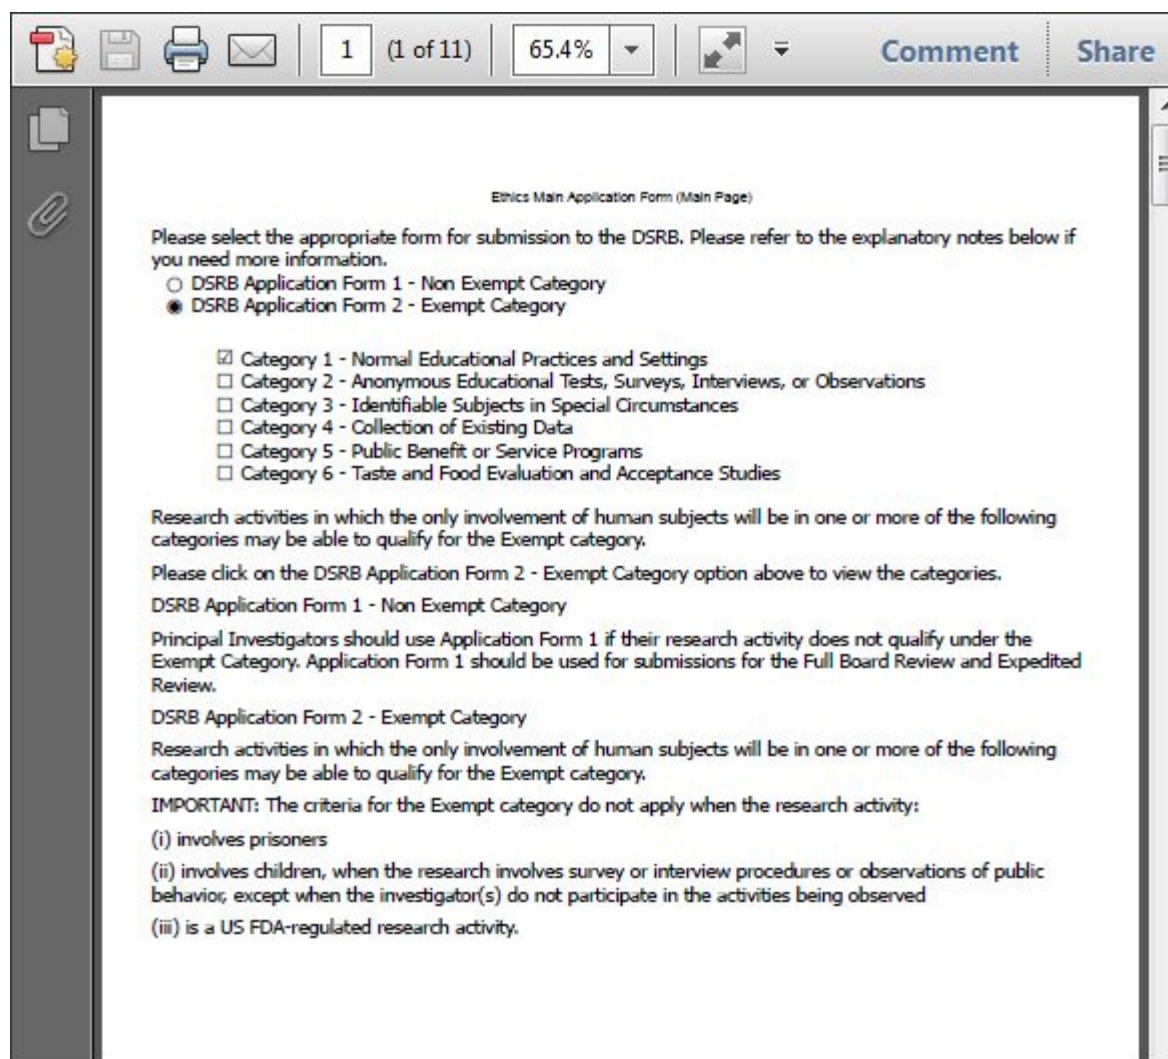 1 (1 of 11) 65.4% Comment Share
Ethics Main Application Form (Main Page)
Please select the appropriate form for submission to the DSRB. Please refer to the explanatory notes below if
you need more information.
DSRB Application Form 1 - Non Exempt Category
DSRB Application Form 2 - Exempt Category
Category 1 - Normal Educational Practices and Settings
Category 2 - Anonymous Educational Tests, Surveys, Interviews, or Observations
Category 3 - Identifiable Subjects in Special Circumstances
Category 4 - Collection of Existing Data
Category 5 - Public Benefit or Service Programs
Category 6 - Taste and Food Evaluation and Acceptance Studies
Research activities in which the only involvement of human subjects will be in one or more of the following
categories may be able to qualify for the Exempt category.
Please click on the DSRB Application Form 2 - Exempt Category option above to view the categories.
DSRB Application Form 1 - Non Exempt Category
Principal Investigators should use Application Form 1 if their research activity does not qualify under the
Exempt Category. Application Form 1 should be used for submissions for the Full Board Review and Expedited
Review.
DSRB Application Form 2 - Exempt Category
Research activities in which the only involvement of human subjects will be in one or more of the following
categories may be able to qualify for the Exempt category.
IMPORTANT: The criteria for the Exempt category do not apply when the research activity:
(i) involves prisoners
(ii) involves children, when the research involves survey or interview procedures or observations of public
behavior, except when the investigator(s) do not participate in the activities being observed
(iii) is a US FDA-regulated research activity.